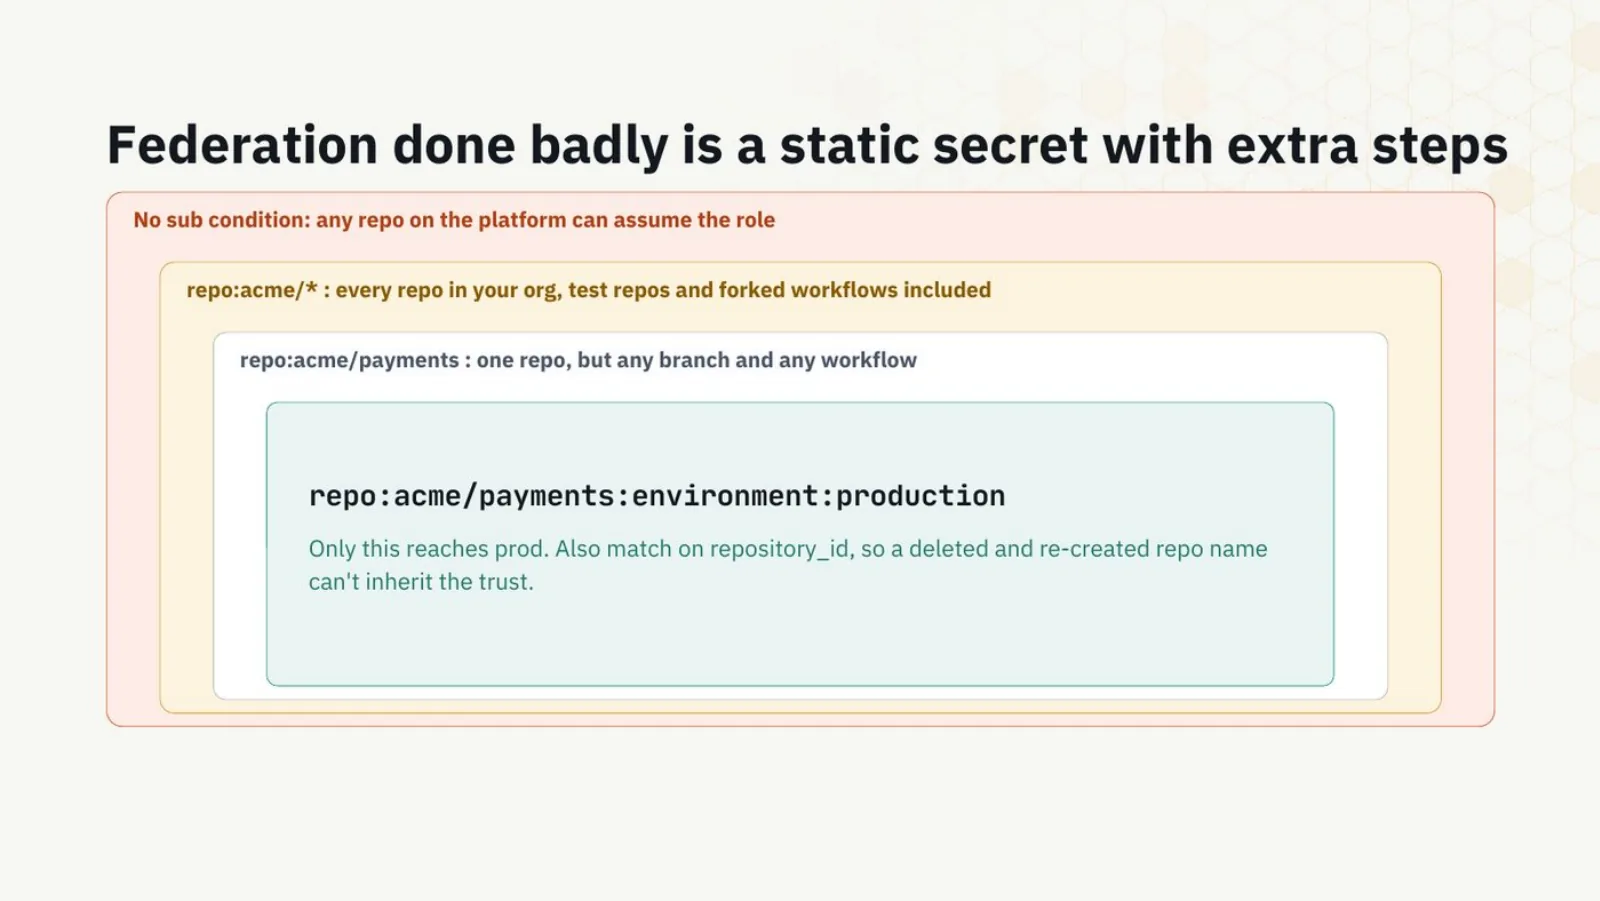 Federation done badly is a static secret with extra steps
No sub condition: any repo on the platform can assume the role
repo:acme/* : every repo in your org, test repos and forked workflows included
repo:acme/payments : one repo, but any branch and any workflow
repo:acme/payments:environment:production
Only this reaches prod. Also match on repository_id, so a deleted and re-created repo name
can't inherit the trust.